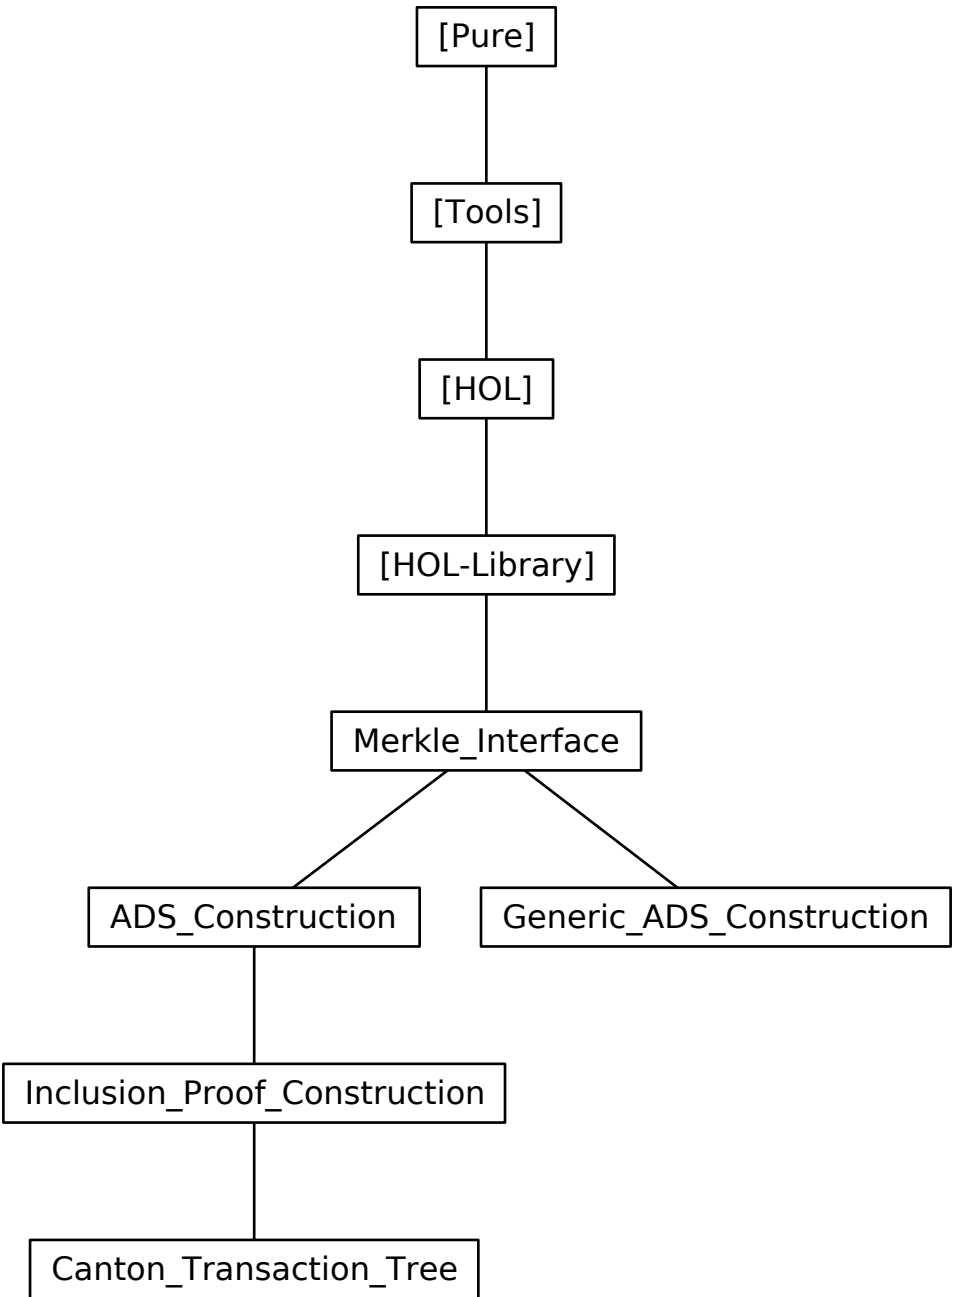 [Pure]
[Tools]
[HOL]
[HOL-Library]
Merkle_Interface
ADS_Construction
Generic_ADS_Construction
Inclusion_Proof_Construction
Canton_Transaction_Tree